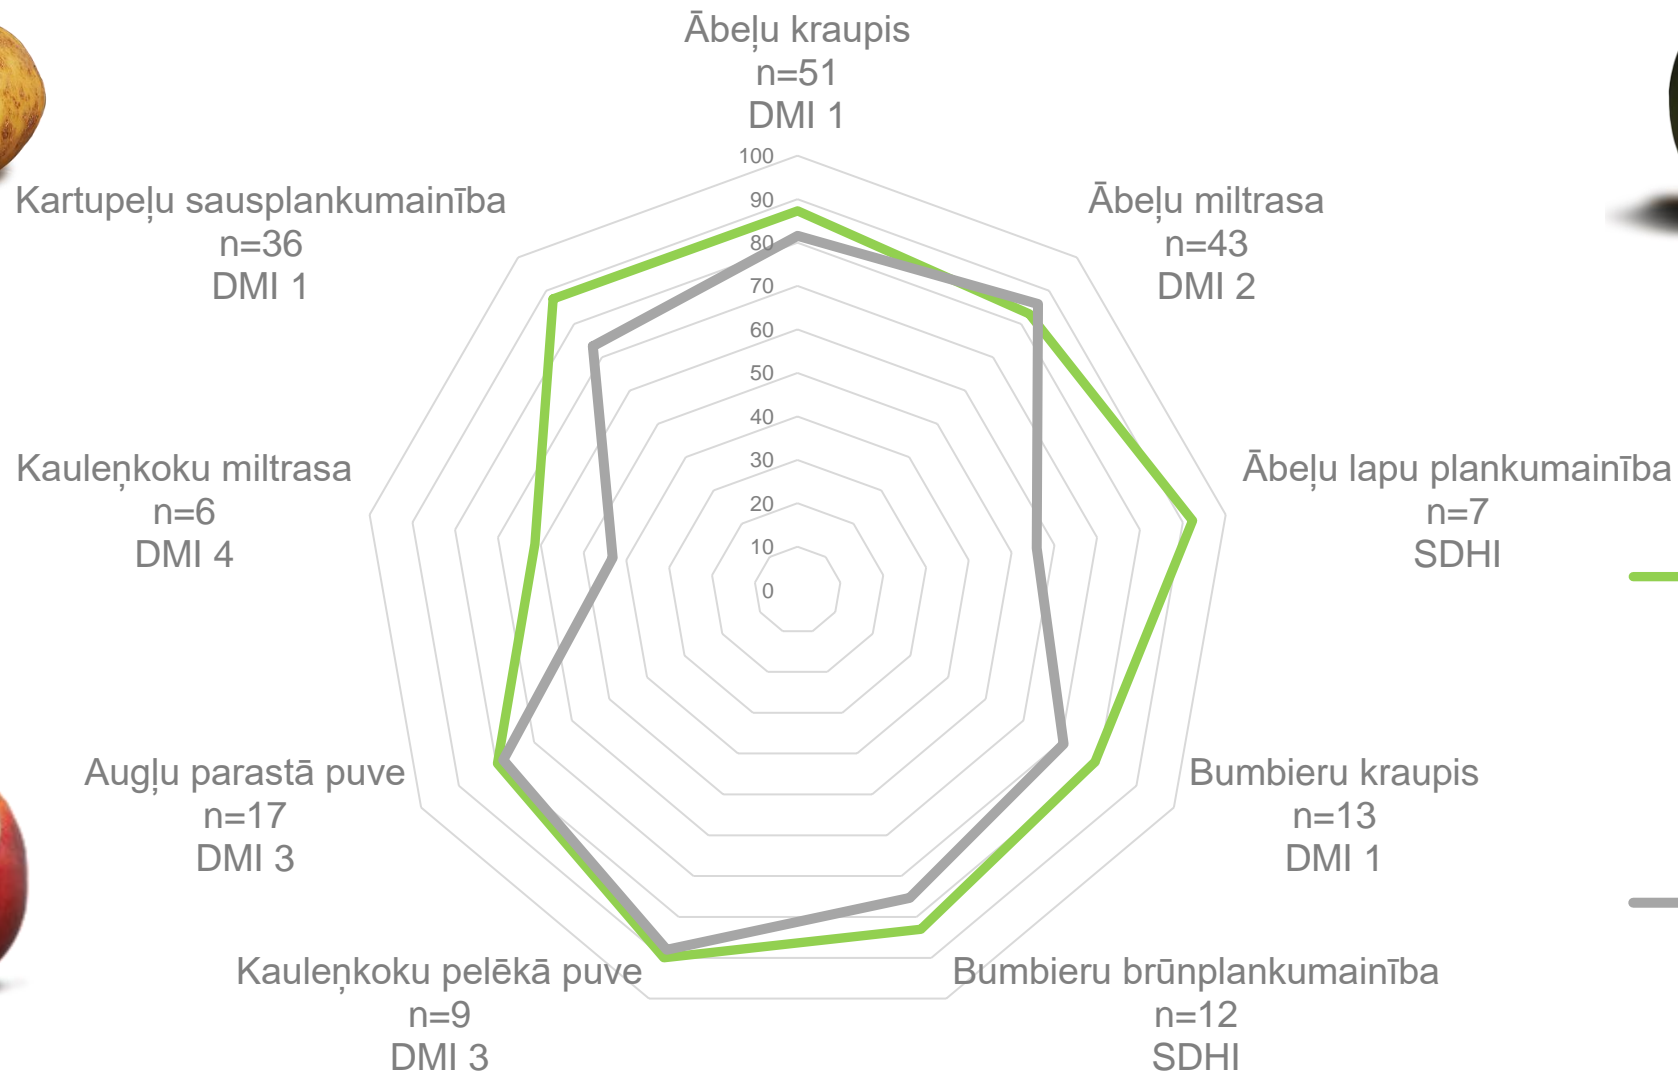 Ābeļu kraupis
n=51
DMI 1
Ābeļu miltrasa
n=43
DMI 2
Ābeļu lapu plankumainība
n=7
SDHI
Bumbieru kraupis
n=13
DMI 1
Bumbieru brūnplankumainība
n=12
SDHI
Kauleņkoku pelēkā puve
n=9
DMI 3
Augļu parastā puve
n=17
DMI 3
Kauleņkoku miltrasa
n=6
DMI 4
Kartupeļu sausplankumainība
n=36
DMI 1
100
90
80
70
60
50
40
30
20
10
0